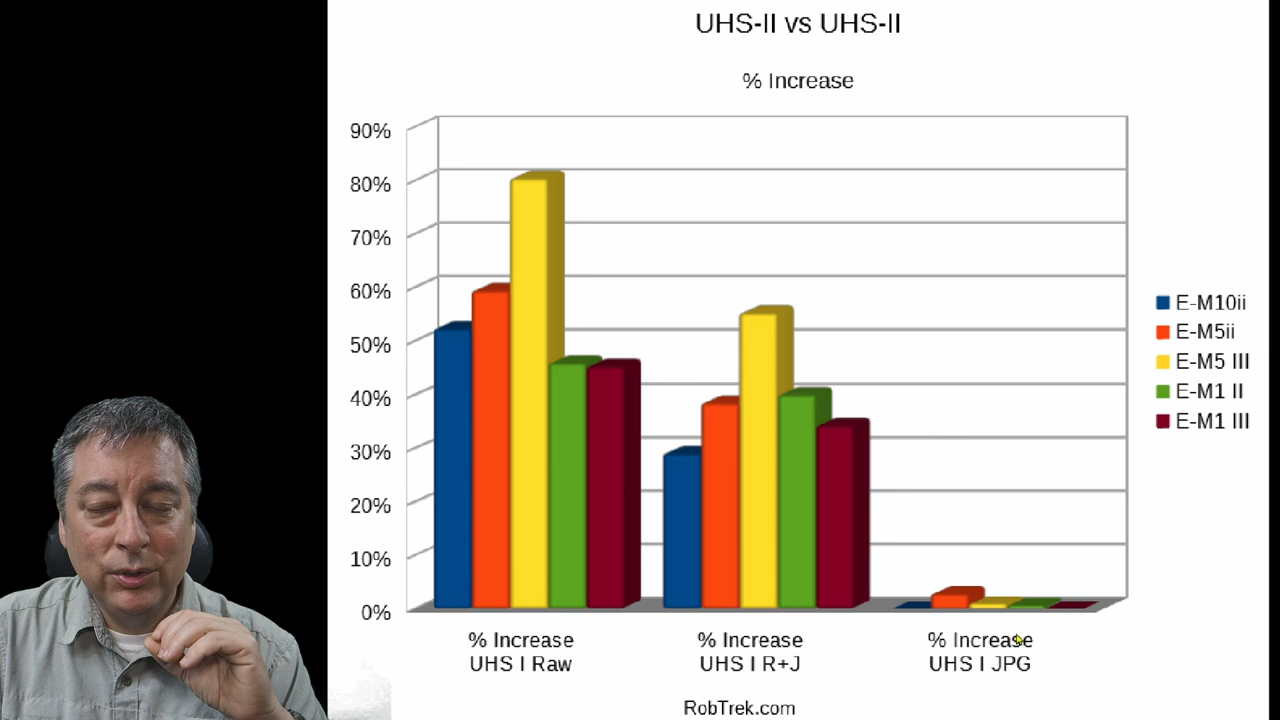 UHS-II vs UHS-II
% Increase
90%
80%
70%
60%
50%
40%
30%
20%
10%
0%
E-M10ii
E-M5ii
E-M5 III
E-M1 II
E-M1 III
% Increase
UHS I Raw
% Increase
UHS I R+J
% Increase
UHS I JPG
RobTrek.com